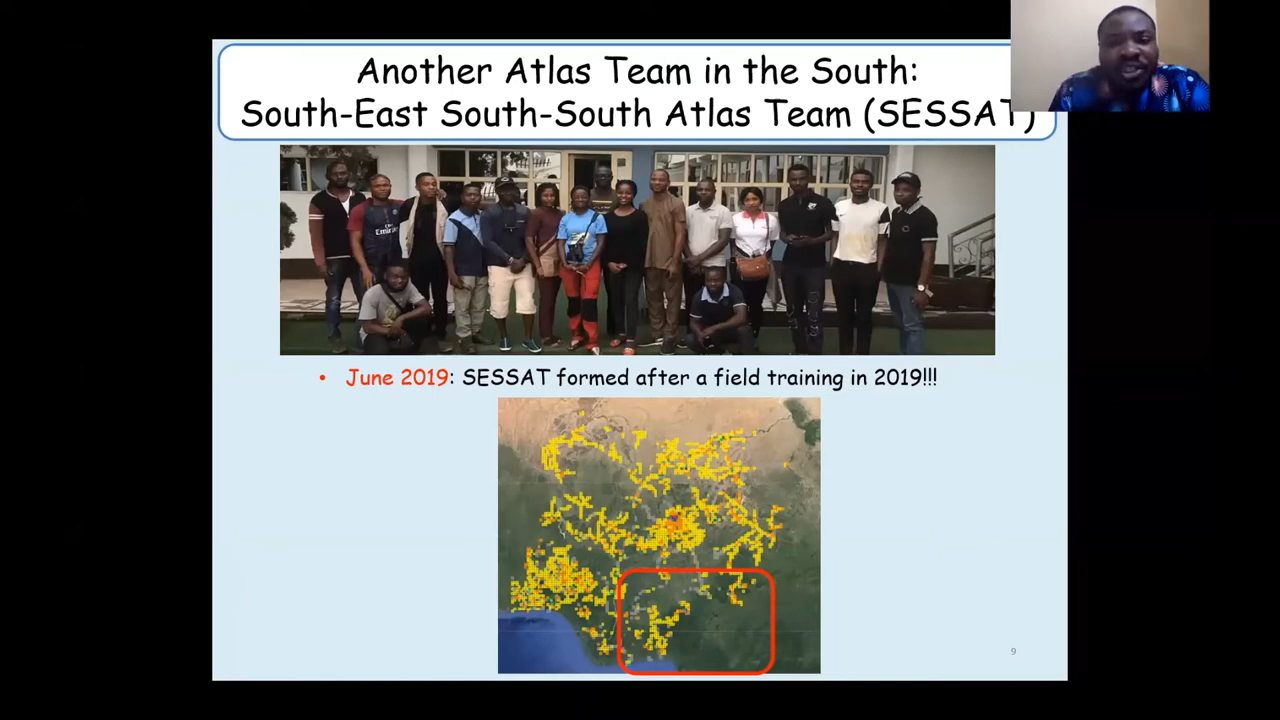 Another Atlas Team in the South:
South-East South-South Atlas Team (SESSAT)
• June 2019: SESSAT formed after a field training in 2019!!!
9